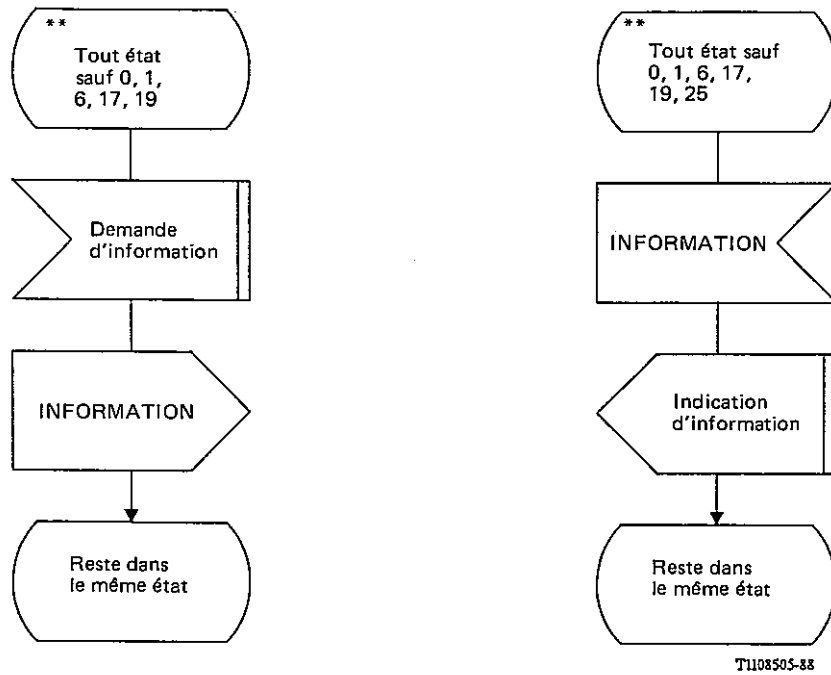 **
Tout état
sauf 0, 1,
6, 17, 19
Demande
d'information
INFORMATION
Reste dans
le même état
**
Tout état sauf
0, 1, 6, 17,
19, 25
INFORMATION
Indication
d'information
Reste dans
le même état
T1108505-88